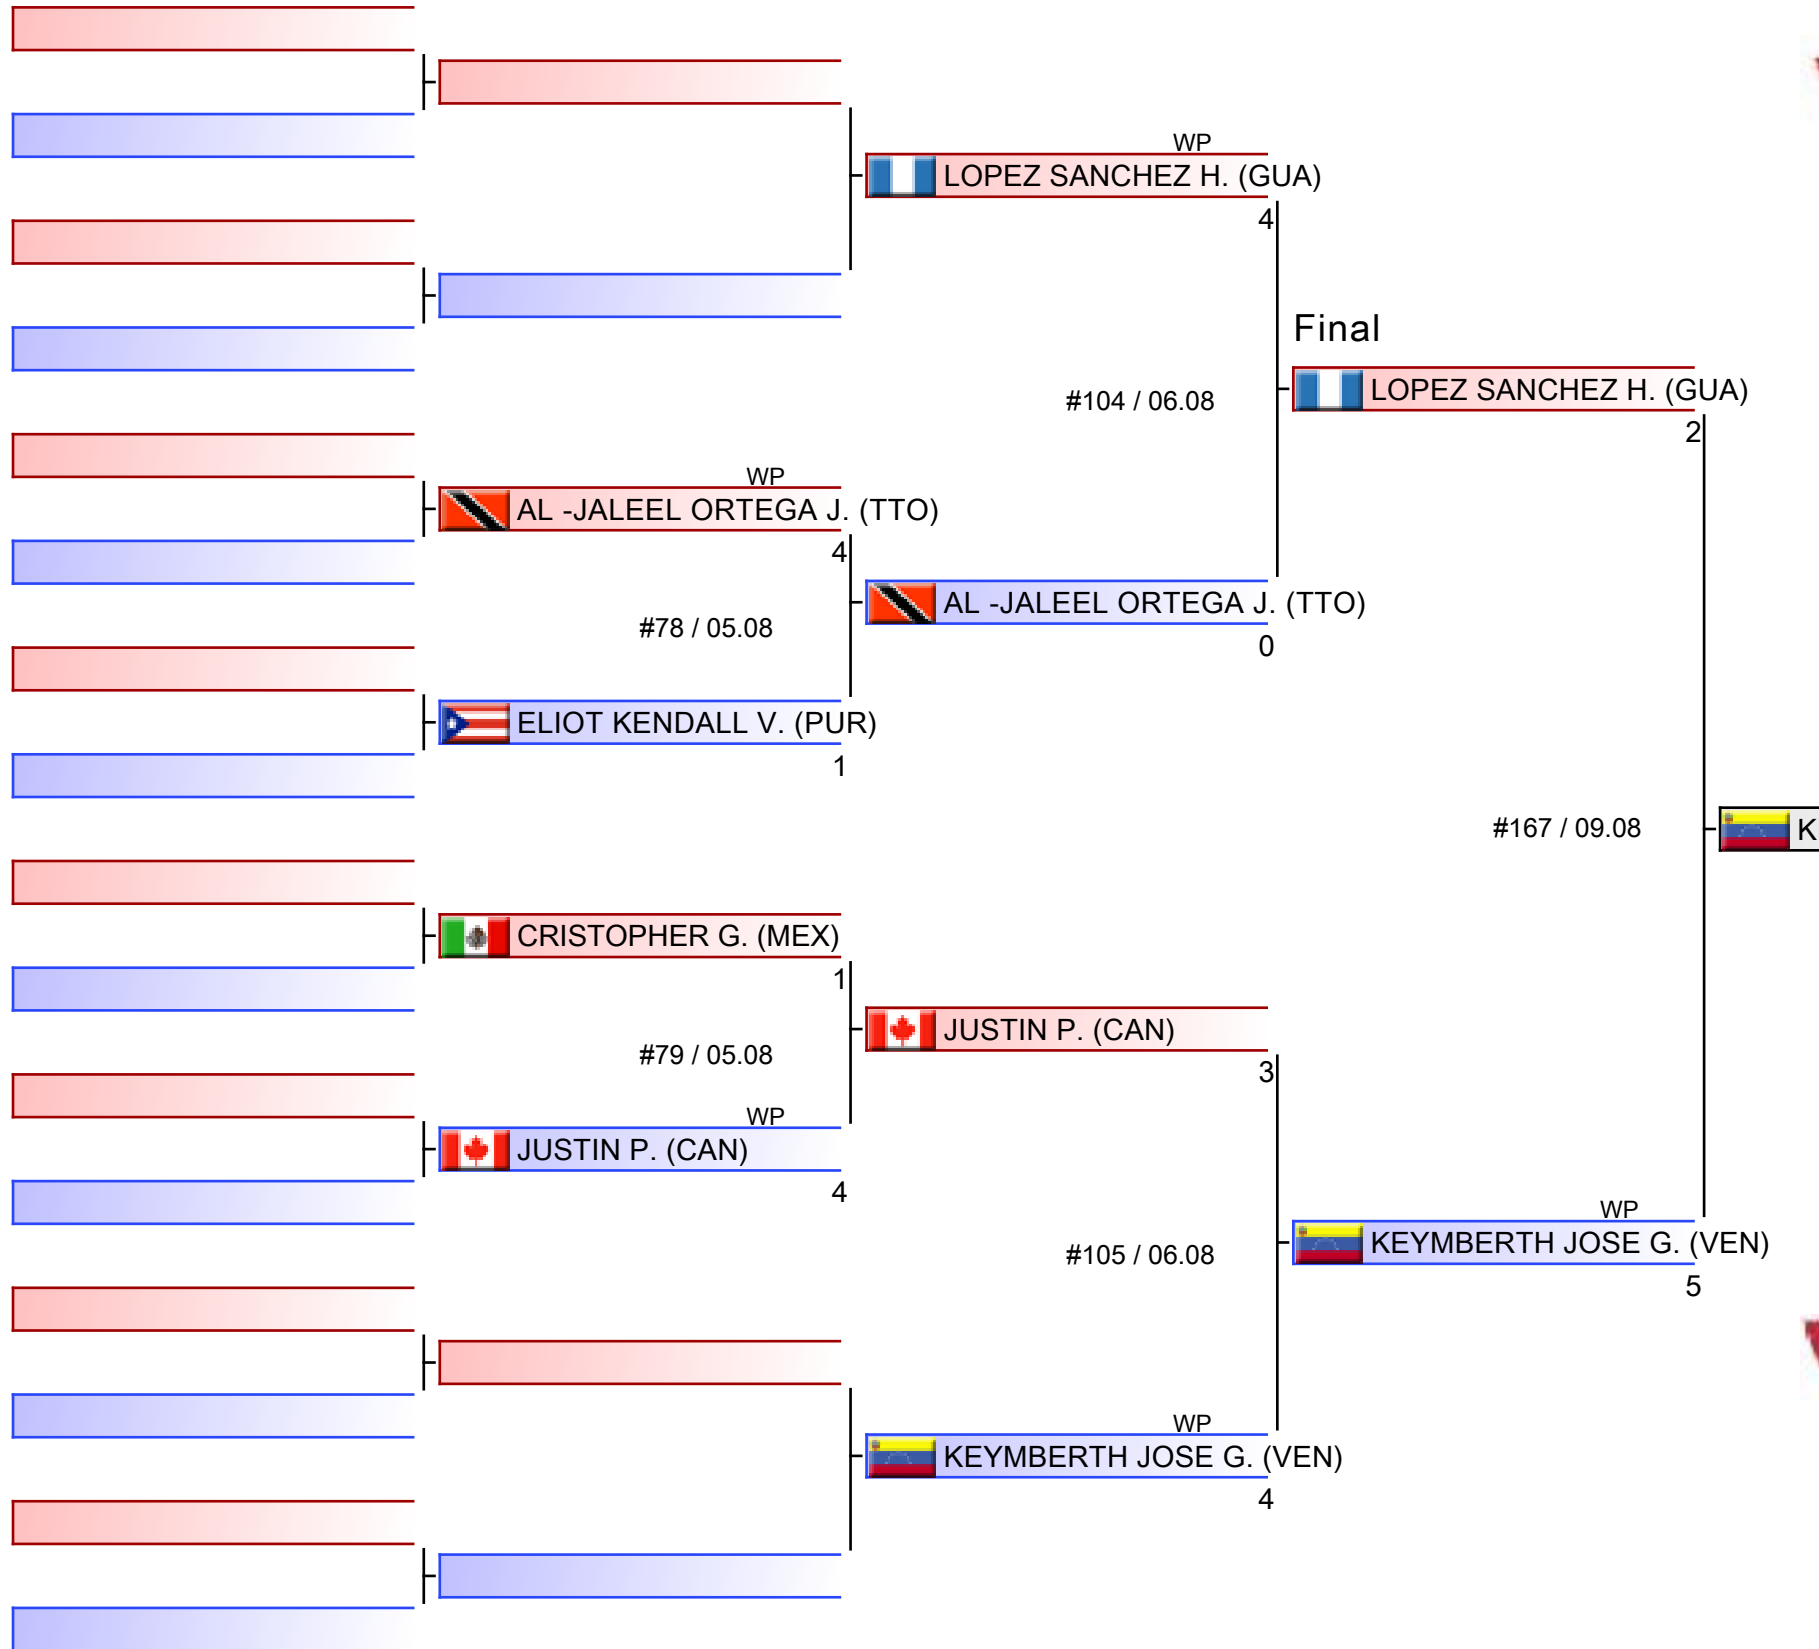 WP
LOPEZ SANCHEZ H. (GUA)
4
Final
#104 / 06.08
LOPEZ SANCHEZ H. (GUA)
2
WP
AL -JALEEL ORTEGA J. (TTO)
4
AL -JALEEL ORTEGA J. (TTO)
#78 / 05.08
0
ELIOT KENDALL V. (PUR)
1
#167 / 09.08
K
CRISTOPHER G. (MEX)
1
JUSTIN P. (CAN)
#79 / 05.08
3
WP
JUSTIN P. (CAN)
4
WP
#105 / 06.08
KEYMBERTH JOSE G. (VEN)
5
WP
KEYMBERTH JOSE G. (VEN)
4